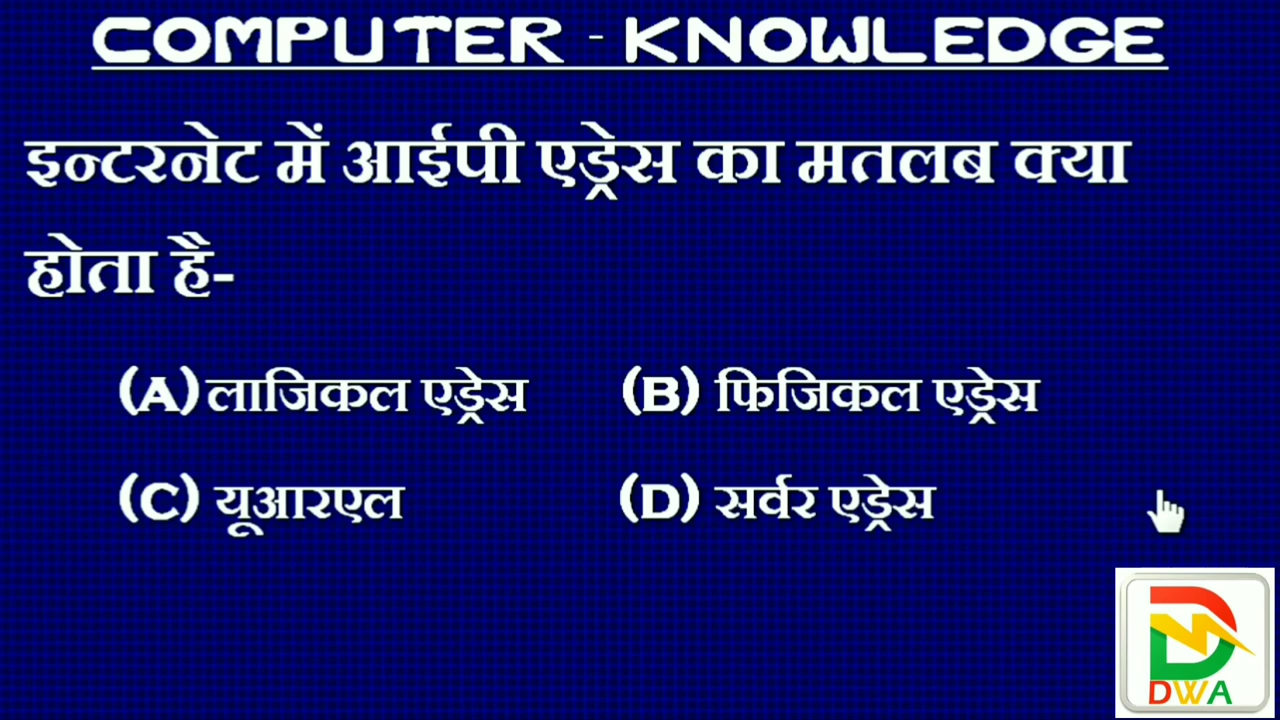 COMPUTER - KNOWLEDGE
इन्टरनेट में आईपी एड्रेस का मतलब क्या
होता है-
(A) लाजिकल एड्रेस (B) फिजिकल एड्रेस
(C) यूआरएल (D) सर्वर एड्रेस
DWA